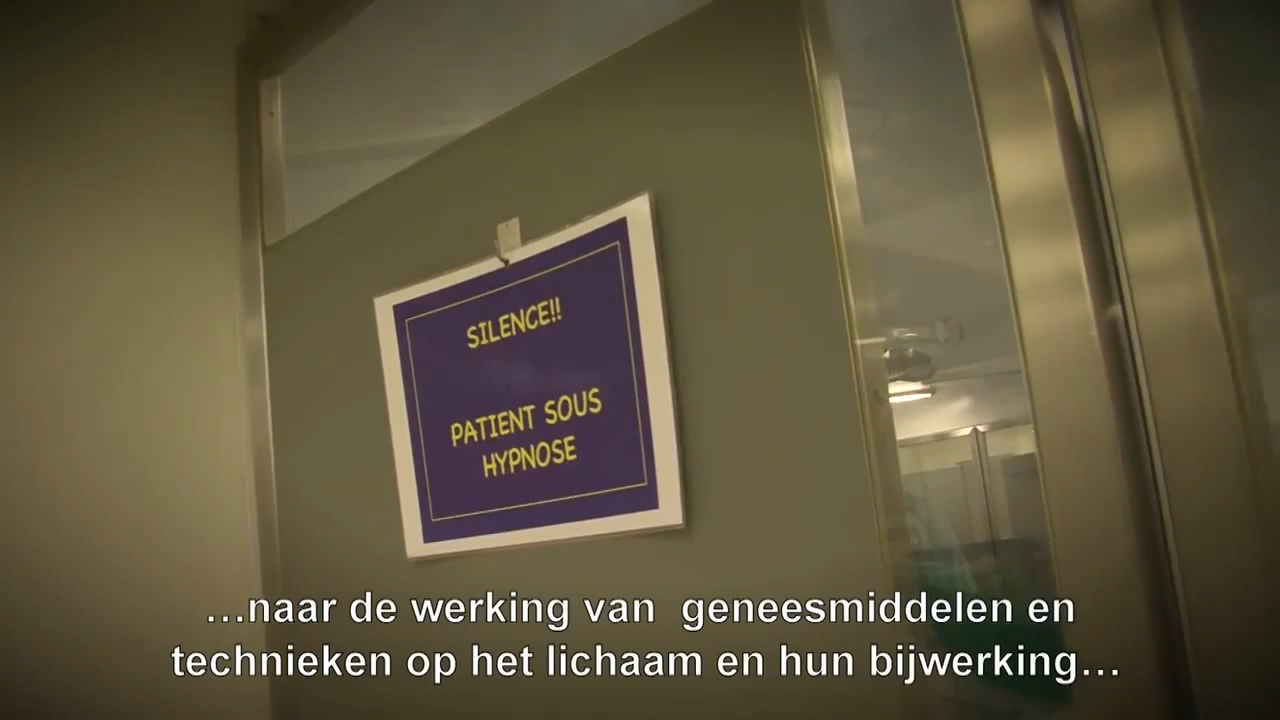 SILENCE!!
PATIENT SOUS
HYPNOSE
...naar de werking van  geneesmiddelen en
technieken op het lichaam en hun bijwerking...